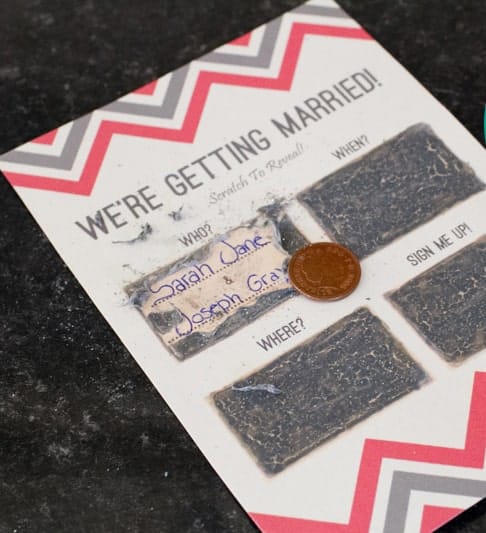 WE'RE GETTING MARRIED!
Scratch To Reveal!
WHO?
WHEN?
Sarah Jane
&
Joseph Gray
WHERE?
SIGN ME UP!